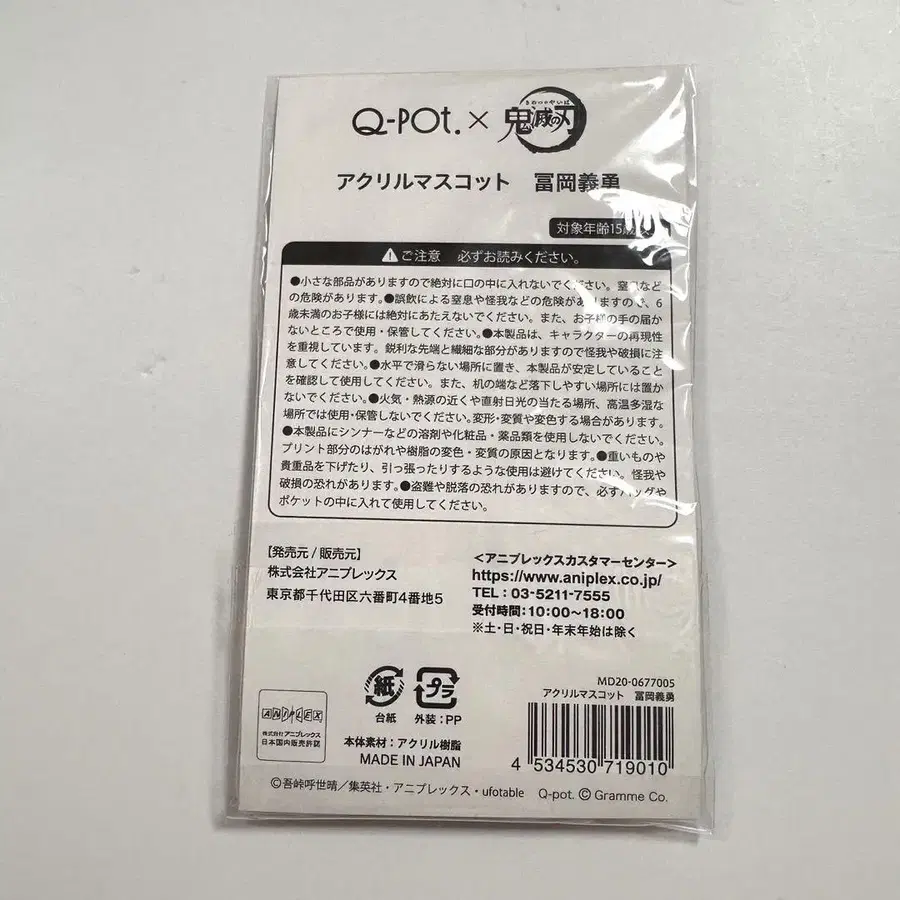 Q-pot. × 鬼滅の刃
きめつのやいば
アクリルマスコット 冨岡義勇
対象年齢15歳
ご注意 必ずお読みください。
●小さな部品がありますので絶対に口の中に入れないでください。窒息など
の危険があります。●誤飲による窒息や怪我などの危険がありますので、6
歳未満のお子様には絶対にあたえないでください。また、お子様の手の届か
ないところで使用・保管してください。●本製品は、キャラクターの再現性
を重視しています。鋭利な先端と繊細な部分がありますので怪我や破損に注
意してください。●水平で滑らない場所に置き、本製品が安定していること
を確認して使用してください。また、机の端など落下しやすい場所には置か
ないでください。●火気・熱源の近くや直射日光の当たる場所、高温多湿な
場所では使用・保管しないでください。変形・変質や変色する場合があります。
●本製品にシンナーなどの溶剤や化粧品・薬品類を使用しないでください。
プリント部分のはがれや樹脂の変色・変質の原因となります。●重いものや
貴重品を下げたり、引っ張ったりするような使用は避けてください。怪我や
破損の恐れがあります。●盗難や脱落の恐れがありますので、必ずバッグや
ポケットの中に入れて使用してください。
【発売元/販売元】
株式会社アニプレックス
東京都千代田区六番町4番地5
<アニプレックスカスタマーセンター>
https://www.aniplex.co.jp/
TEL：03-5211-7555
受付時間：10:00～18:00
※土・日・祝日・年末年始は除く
ANIPLEX
株式会社アニプレックス
日本国内販売許諾
紙
台紙
プラ
外装：PP
本体素材：アクリル樹脂
MADE IN JAPAN
MD20-0677005
アクリルマスコット 冨岡義勇
4 534530 719010
©吾峠呼世晴／集英社・アニプレックス・ufotable Q-pot. © Gramme Co.